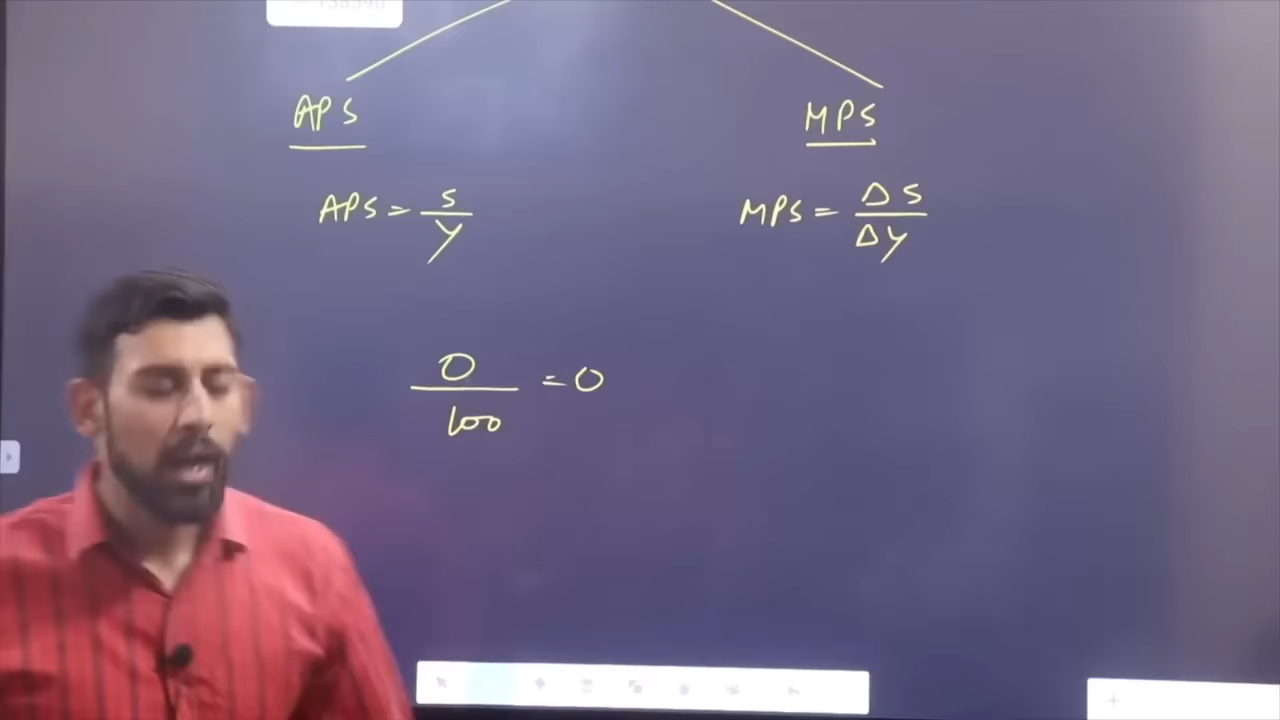 APS
MPS
APS = S/Y
MPS = ΔS/ΔY
0/100 = 0